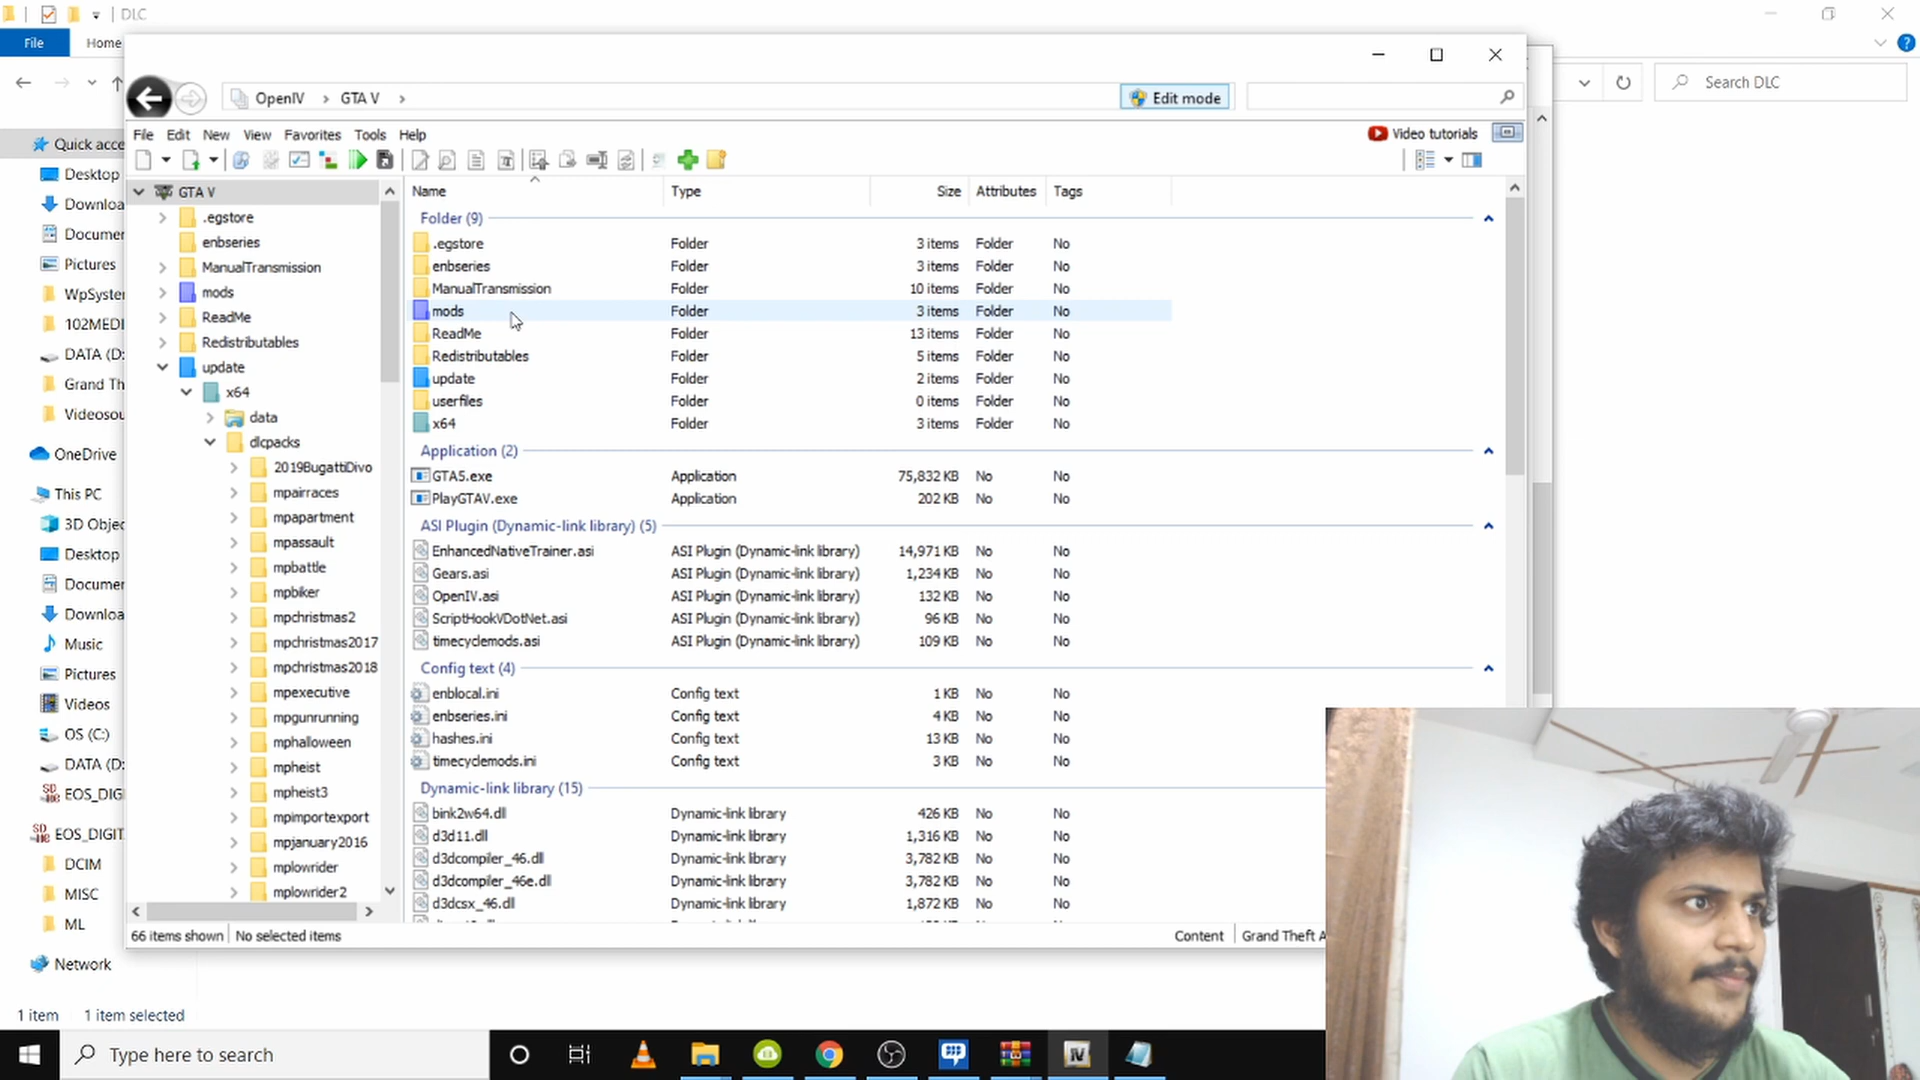 DLC
File
Home
Search DLC
OpenIV › GTA V ›
Edit mode
File Edit New View Favorites Tools Help
Video tutorials
Quick acce
Desktop
Downloa
Documer
Pictures
WpSyster
102MEDI
DATA (D:
Grand Th
Videosou
OneDrive
This PC
3D Objec
Desktop
Documer
Downloa
Music
Pictures
Videos
OS (C:)
DATA (D:
EOS_DIGI
EOS_DIGIT
DCIM
MISC
ML
Network
1 item 1 item selected
GTA V
.egstore
enbseries
ManualTransmission
mods
ReadMe
Redistributables
update
x64
data
dlcpacks
2019BugattiDivo
mpairraces
mpapartment
mpassault
mpbattle
mpbiker
mpchristmas2
mpchristmas2017
mpchristmas2018
mpexecutive
mpgunrunning
mphalloween
mpheist
mpheist3
mpimportexport
mpjanuary2016
mplowrider
mplowrider2
Name Type Size Attributes Tags
Folder (9)
.egstore Folder 3 items Folder No
enbseries Folder 3 items Folder No
ManualTransmission Folder 10 items Folder No
mods Folder 3 items Folder No
ReadMe Folder 13 items Folder No
Redistributables Folder 5 items Folder No
update Folder 2 items Folder No
userfiles Folder 0 items Folder No
x64 Folder 3 items Folder No
Application (2)
GTA5.exe Application 75,832 KB No No
PlayGTAV.exe Application 202 KB No No
ASI Plugin (Dynamic-link library) (5)
EnhancedNativeTrainer.asi ASI Plugin (Dynamic-link library) 14,971 KB No No
Gears.asi ASI Plugin (Dynamic-link library) 1,234 KB No No
OpenIV.asi ASI Plugin (Dynamic-link library) 132 KB No No
ScriptHookVDotNet.asi ASI Plugin (Dynamic-link library) 96 KB No No
timecyclemods.asi ASI Plugin (Dynamic-link library) 109 KB No No
Config text (4)
enblocal.ini Config text 1 KB No No
enbseries.ini Config text 4 KB No No
hashes.ini Config text 13 KB No No
timecyclemods.ini Config text 3 KB No No
Dynamic-link library (15)
bink2w64.dll Dynamic-link library 426 KB No No
d3d11.dll Dynamic-link library 1,316 KB No No
d3dcompiler_46.dll Dynamic-link library 3,782 KB No No
d3dcompiler_46e.dll Dynamic-link library 3,782 KB No No
d3dcsx_46.dll Dynamic-link library 1,872 KB No No
66 items shown No selected items Content Grand Theft A
Type here to search